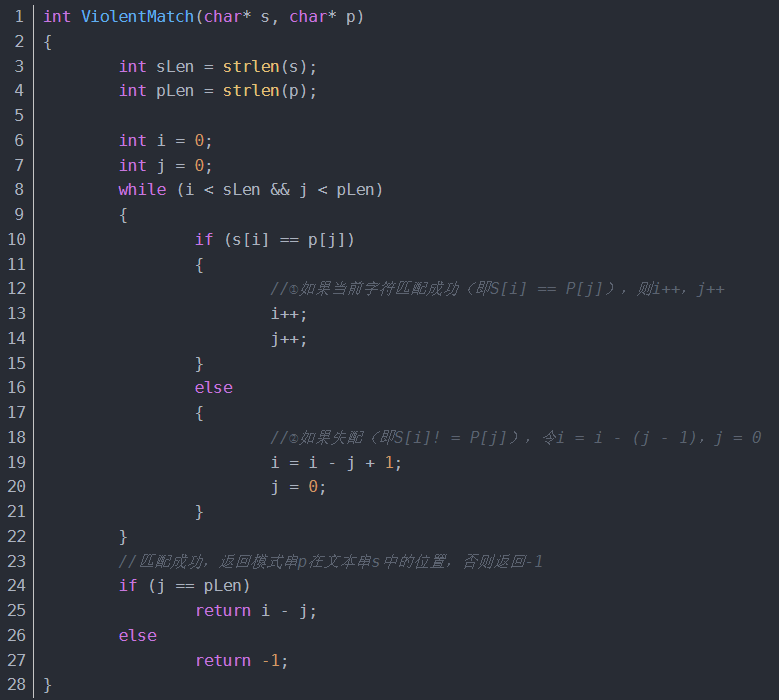 1 int ViolentMatch(char* s, char* p)
2 {
3 int sLen = strlen(s);
4 int pLen = strlen(p);
5
6 int i = 0;
7 int j = 0;
8 while (i < sLen && j < pLen)
9 {
10 if (s[i] == p[j])
11 {
12 //①如果当前字符匹配成功（即S[i] == P[j]），则i++，j++
13 i++;
14 j++;
15 }
16 else
17 {
18 //②如果失配（即S[i]! = P[j]），令i = i - (j - 1)，j = 0
19 i = i - j + 1;
20 j = 0;
21 }
22 }
23 //匹配成功，返回模式串p在文本串s中的位置，否则返回-1
24 if (j == pLen)
25 return i - j;
26 else
27 return -1;
28 }